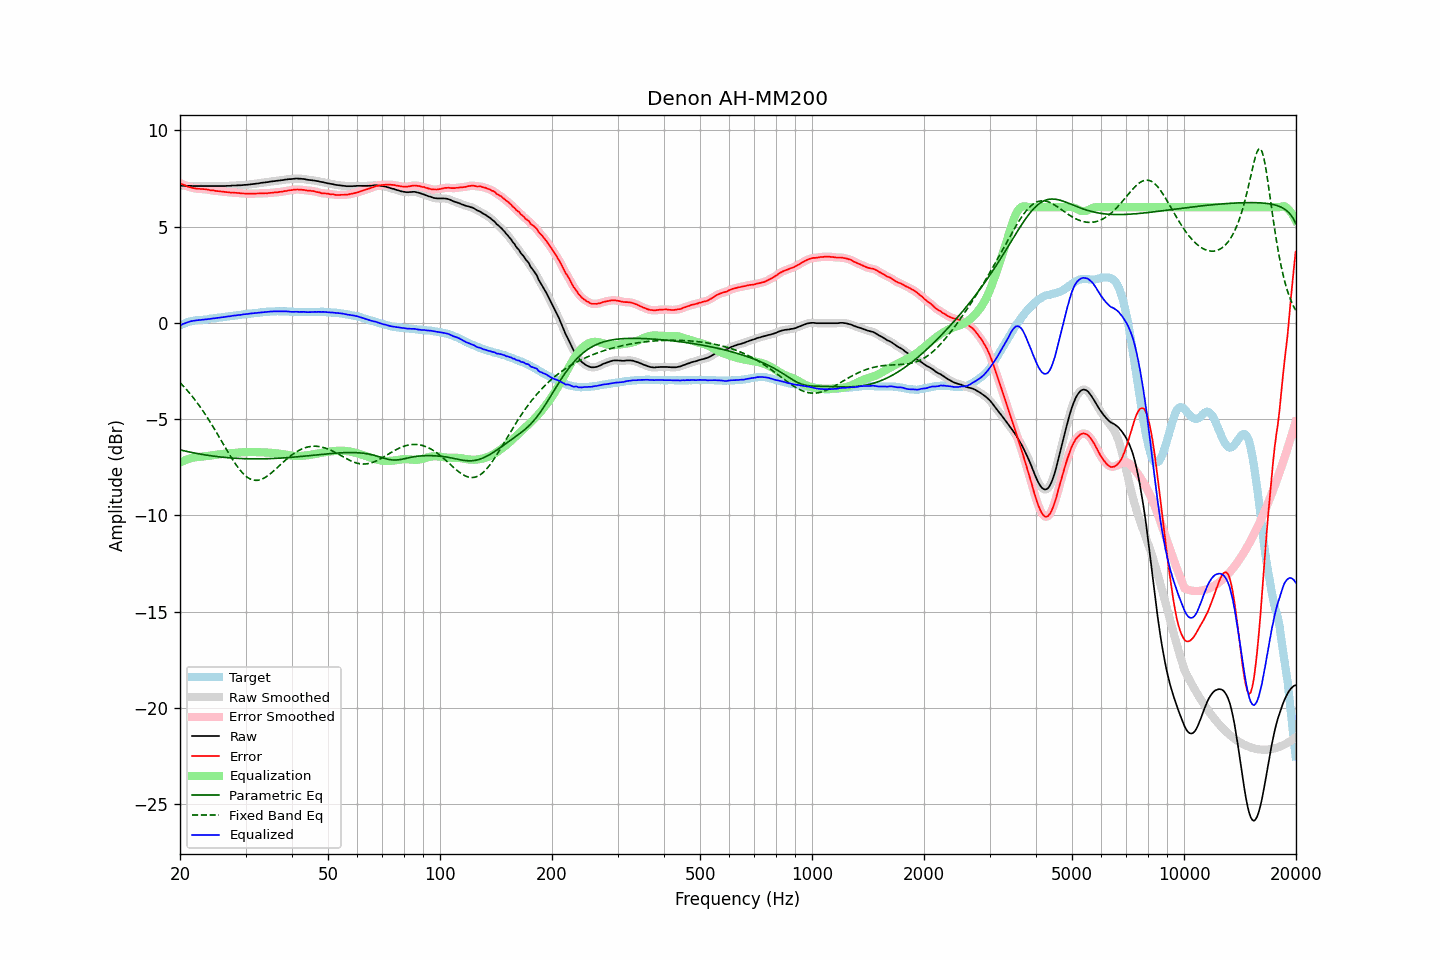 Denon AH-MM200
10
5
0
−5
−10
−15
−20
−25
Amplitude (dBr)
Target
Raw Smoothed
Error Smoothed
Raw
Error
Equalization
Parametric Eq
Fixed Band Eq
Equalized
20 50 100 200 500 1000 2000 5000 10000 20000
Frequency (Hz)